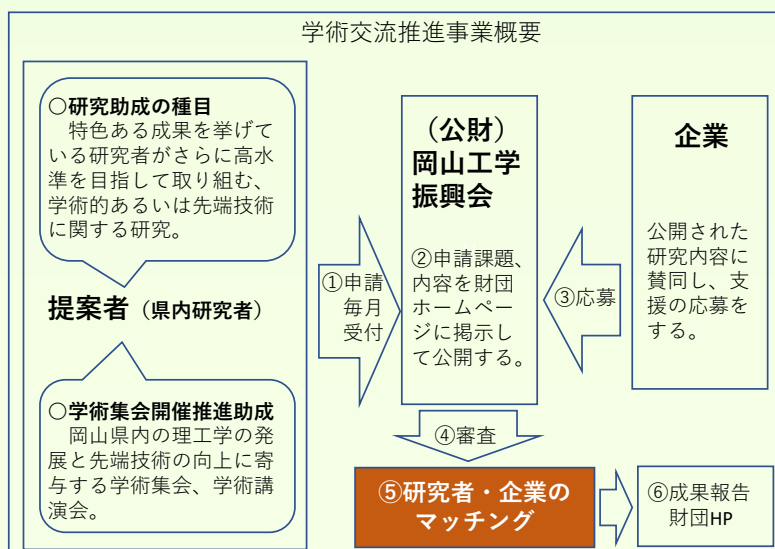 学術交流推進事業概要
〇研究助成の種目
特色ある成果を挙げて
いる研究者がさらに高水
準を目指して取り組む、
学術的あるいは先端技術
に関する研究。
提案者（県内研究者）
〇学術集会開催推進助成
岡山県内の理工学の発
展と先端技術の向上に寄
与する学術集会、学術講
演会。
①申請
毎月
受付
（公財）
岡山工学
振興会
②申請課題、
内容を財団
ホームペー
ジに掲示し
て公開する。
③応募
企業
公開された
研究内容に
賛同し、支
援の応募を
する。
④審査
⑤研究者・企業の
マッチング
⑥成果報告
財団HP